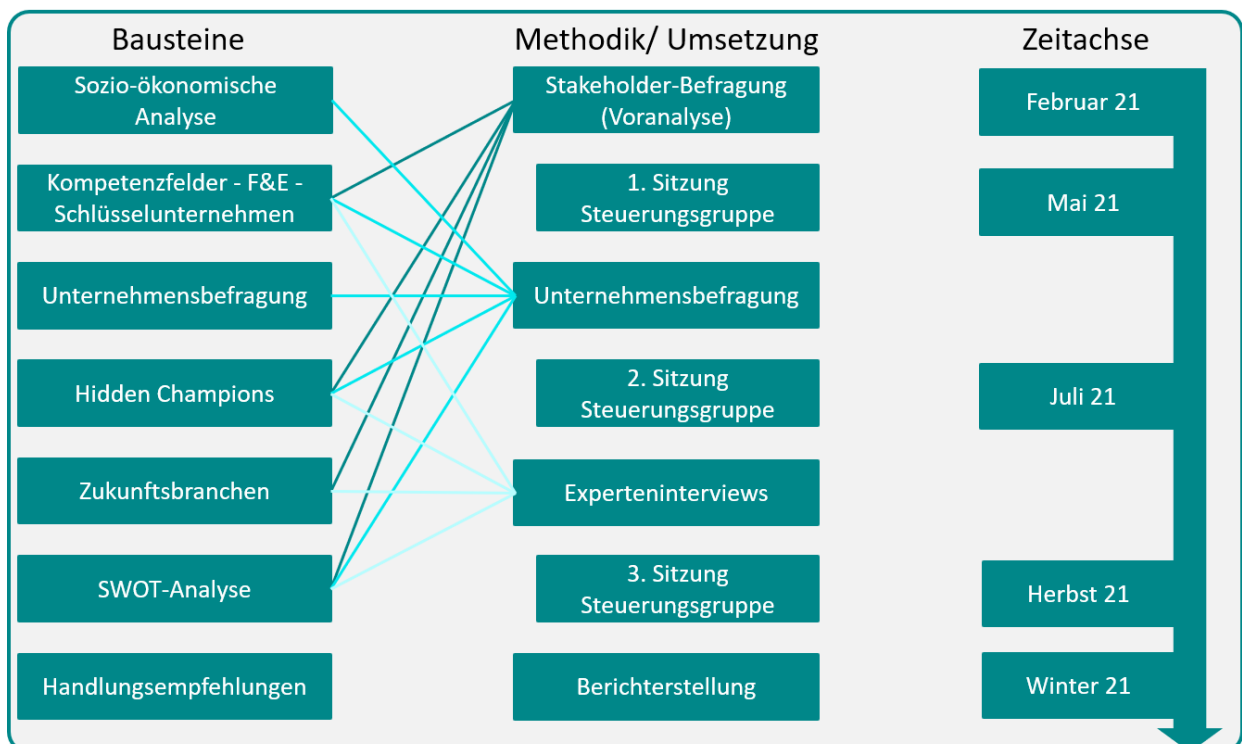 Bausteine
Methodik/ Umsetzung
Zeitachse
Sozio-ökonomische
Analyse
Stakeholder-Befragung
(Voranalyse)
Februar 21
Kompetenzfelder - F&E -
Schlüsselunternehmen
1. Sitzung
Steuerungsgruppe
Mai 21
Unternehmensbefragung
Unternehmensbefragung
Hidden Champions
2. Sitzung
Steuerungsgruppe
Juli 21
Zukunftsbranchen
Experteninterviews
SWOT-Analyse
3. Sitzung
Steuerungsgruppe
Herbst 21
Handlungsempfehlungen
Berichterstellung
Winter 21